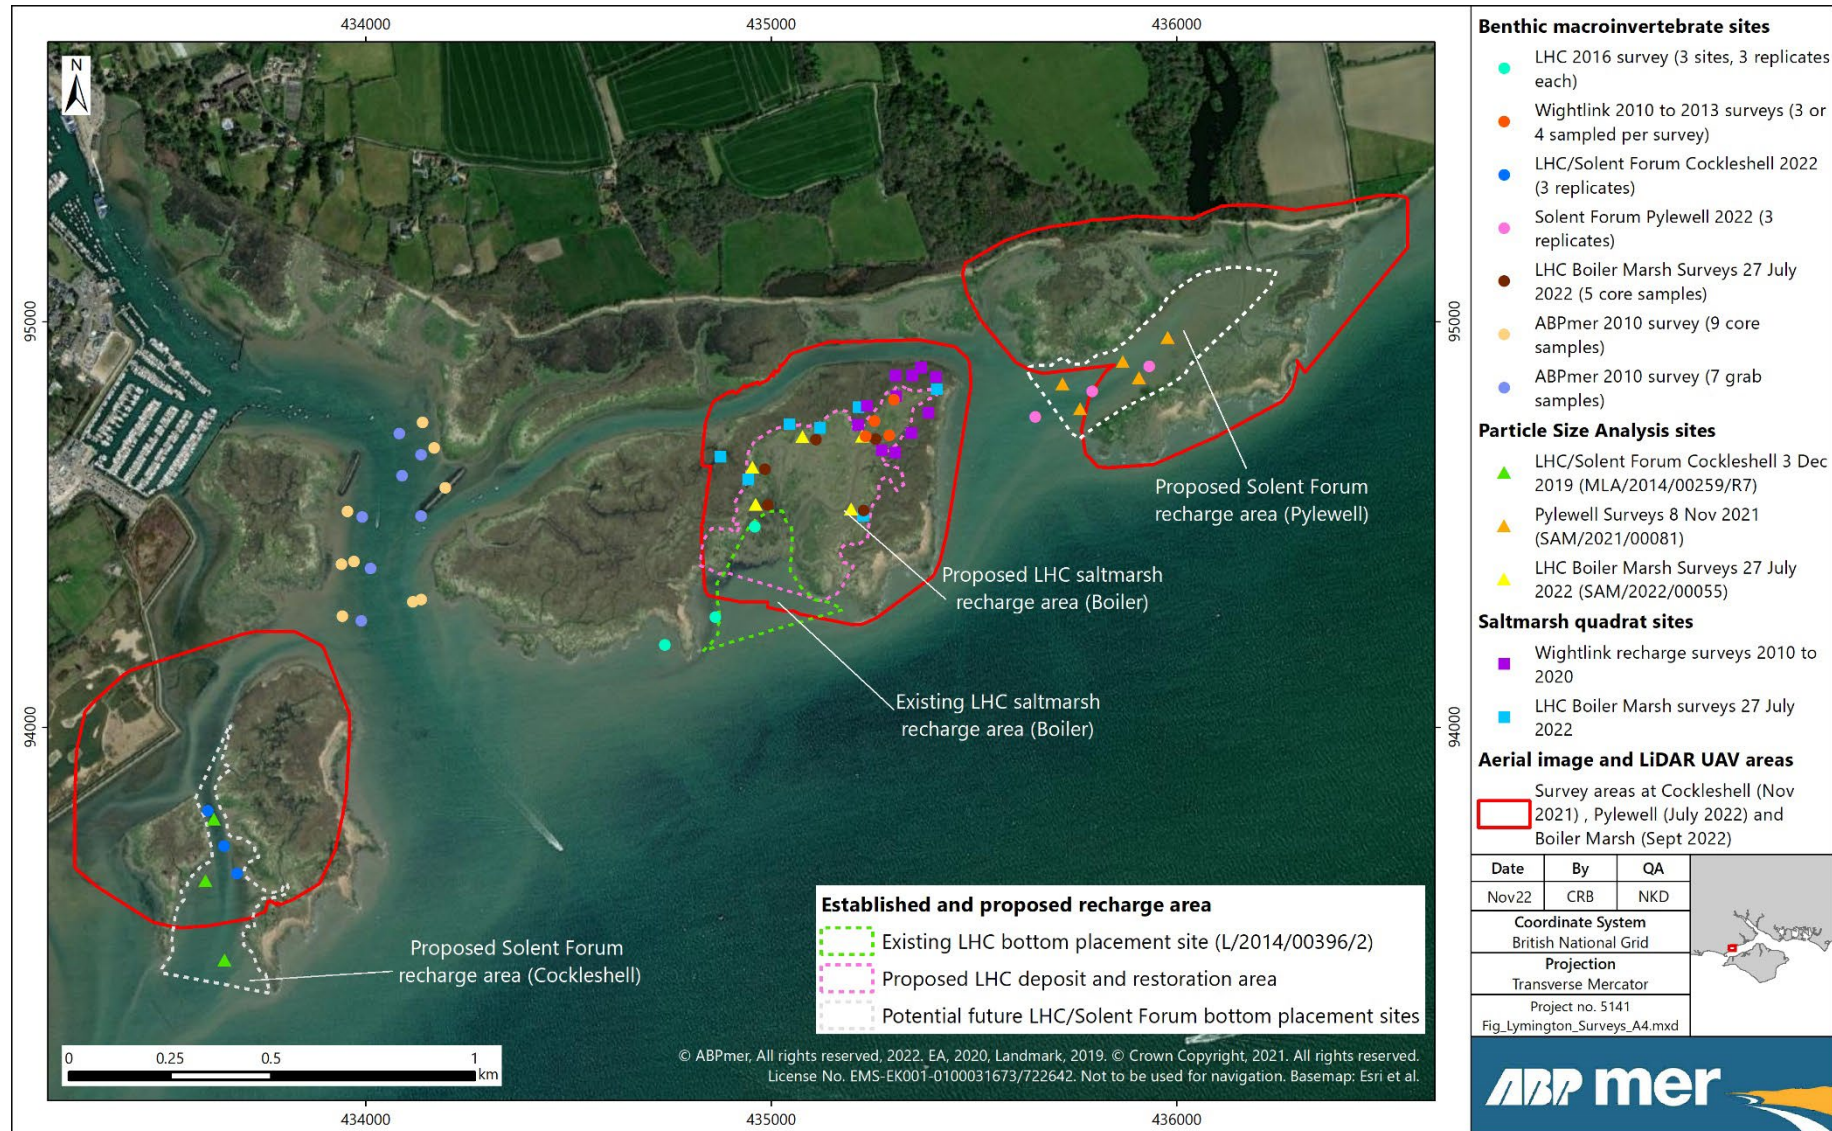 434000
435000
436000
N
95000
95000
94000
94000
Proposed Solent Forum
recharge area (Pylewell)
Proposed LHC saltmarsh
recharge area (Boiler)
Existing LHC saltmarsh
recharge area (Boiler)
Proposed Solent Forum
recharge area (Cockleshell)
Established and proposed recharge area
Existing LHC bottom placement site (L/2014/00396/2)
Proposed LHC deposit and restoration area
Potential future LHC/Solent Forum bottom placement sites
0 0.25 0.5 1
km
© ABPmer, All rights reserved, 2022. EA, 2020, Landmark, 2019. © Crown Copyright, 2021. All rights reserved.
License No. EMS-EK001-0100031673/722642. Not to be used for navigation. Basemap: Esri et al.
434000
435000
436000
Benthic macroinvertebrate sites
LHC 2016 survey (3 sites, 3 replicates
each)
Wightlink 2010 to 2013 surveys (3 or
4 sampled per survey)
LHC/Solent Forum Cockleshell 2022
(3 replicates)
Solent Forum Pylewell 2022 (3
replicates)
LHC Boiler Marsh Surveys 27 July
2022 (5 core samples)
ABPmer 2010 survey (9 core
samples)
ABPmer 2010 survey (7 grab
samples)
Particle Size Analysis sites
LHC/Solent Forum Cockleshell 3 Dec
2019 (MLA/2014/00259/R7)
Pylewell Surveys 8 Nov 2021
(SAM/2021/00081)
LHC Boiler Marsh Surveys 27 July
2022 (SAM/2022/00055)
Saltmarsh quadrat sites
Wightlink recharge surveys 2010 to
2020
LHC Boiler Marsh surveys 27 July
2022
Aerial image and LiDAR UAV areas
Survey areas at Cockleshell (Nov
2021) , Pylewell (July 2022) and
Boiler Marsh (Sept 2022)
Date By QA
Nov22 CRB NKD
Coordinate System
British National Grid
Projection
Transverse Mercator
Project no. 5141
Fig_Lymington_Surveys_A4.mxd
ABPmer